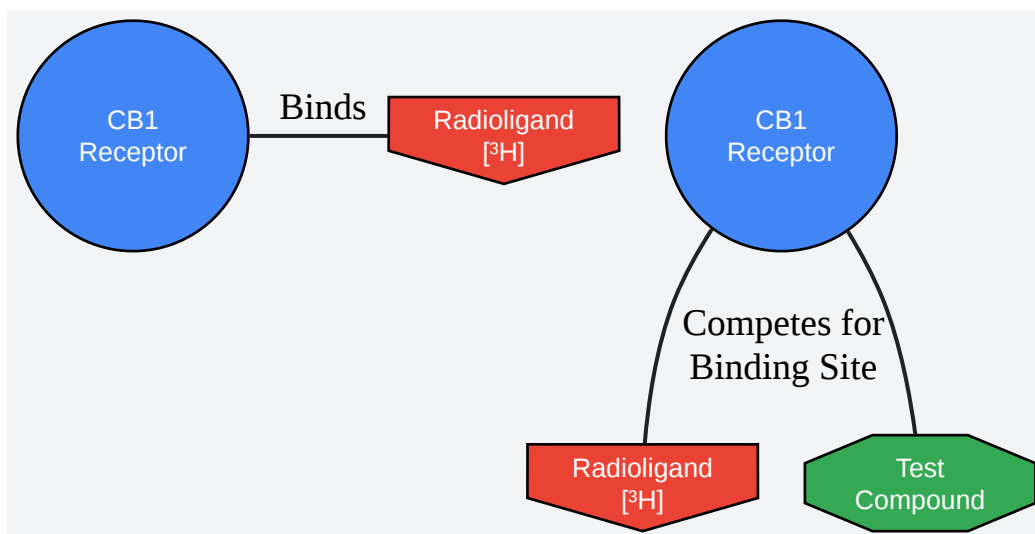 CB1
Receptor
Binds
Radioligand
[³H]
CB1
Receptor
Competes for
Binding Site
Radioligand
[³H]
Test
Compound